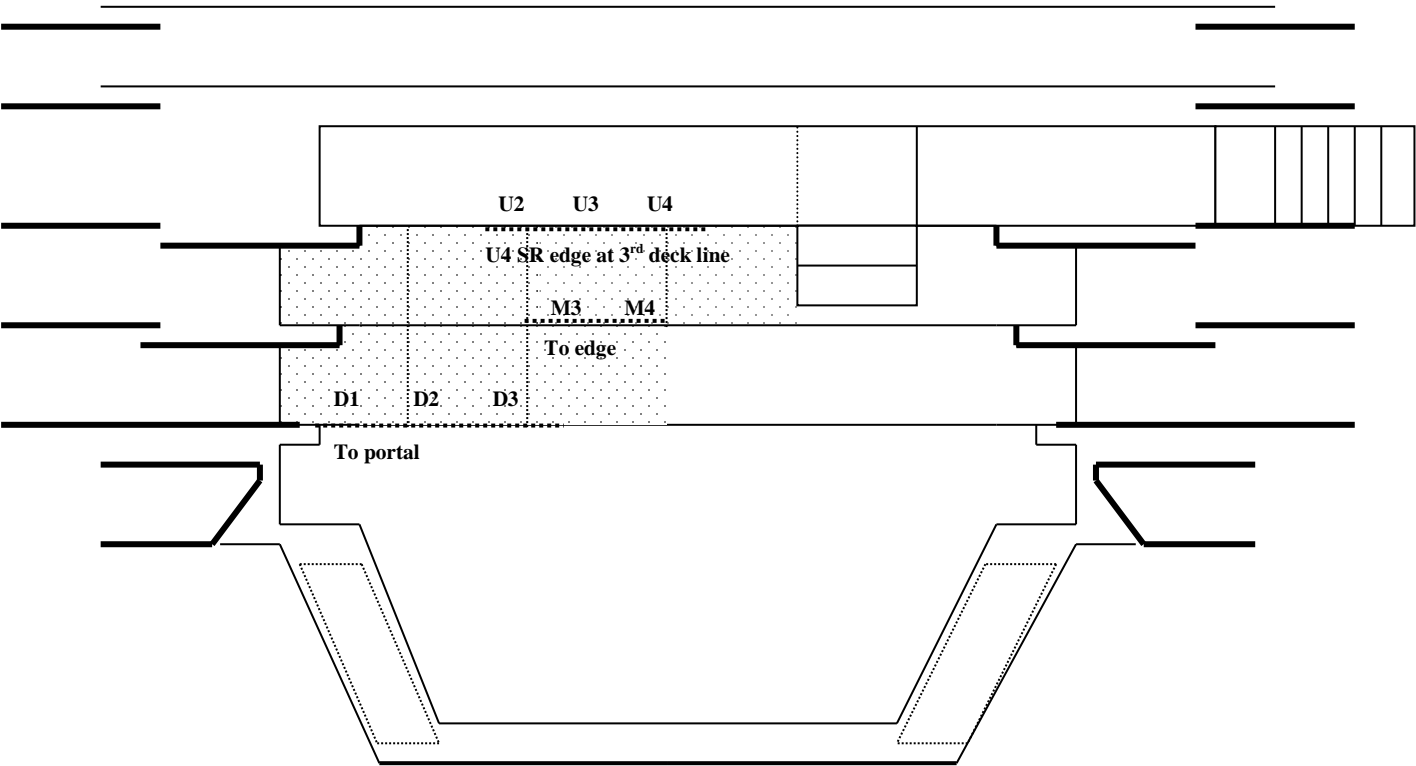 U2 U3 U4
U4 SR edge at 3rd deck line
M3 M4
To edge
D1 D2 D3
To portal